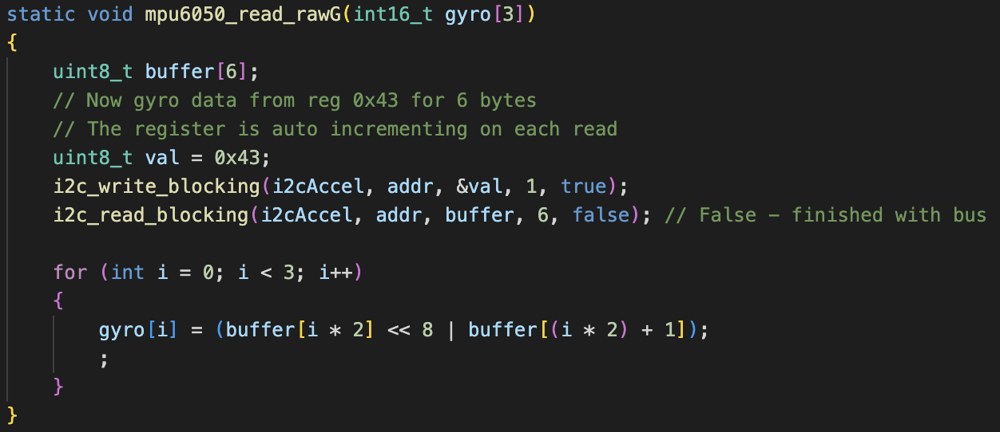 static void mpu6050_read_rawG(int16_t gyro[3])
{
    uint8_t buffer[6];
    // Now gyro data from reg 0x43 for 6 bytes
    // The register is auto incrementing on each read
    uint8_t val = 0x43;
    i2c_write_blocking(i2cAccel, addr, &val, 1, true);
    i2c_read_blocking(i2cAccel, addr, buffer, 6, false); // False – finished with bus
    for (int i = 0; i < 3; i++)
    {
        gyro[i] = (buffer[i * 2] << 8 | buffer[(i * 2) + 1]);
        ;
    }
}